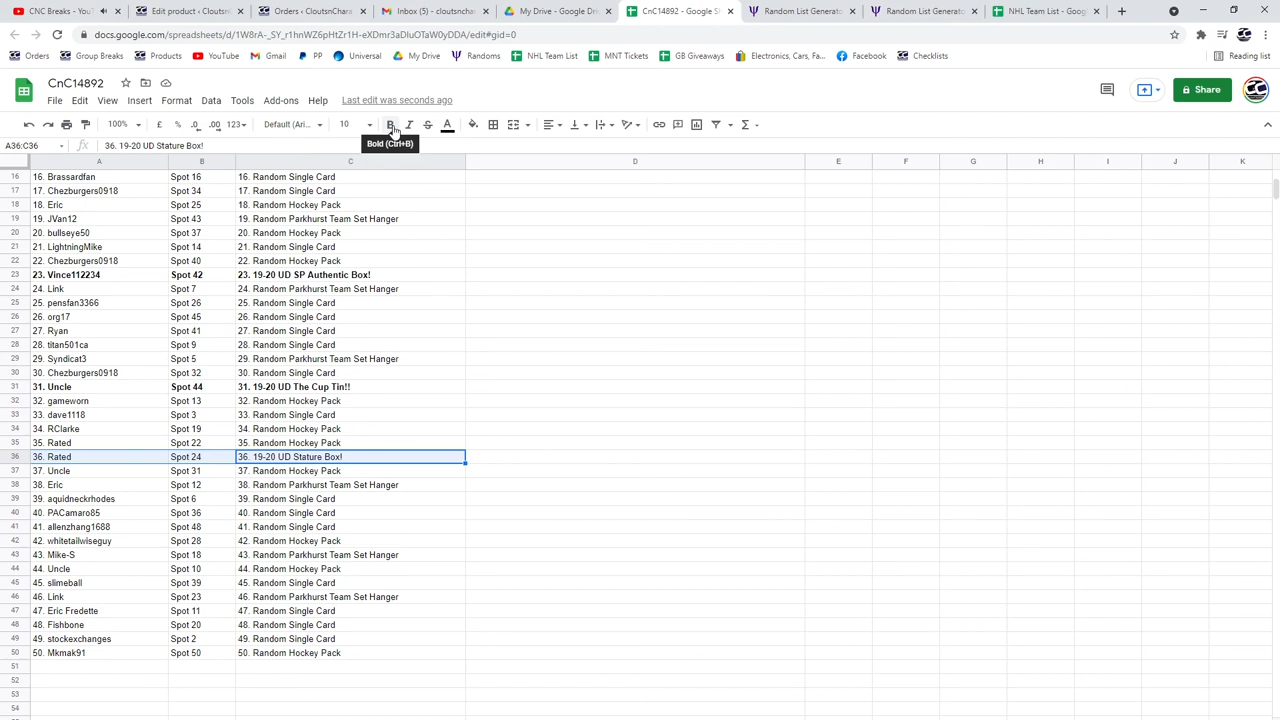 CnC Breaks - YouT
Edit product ‹ CloutsnC
Orders ‹ CloutsnChara
Inbox (5) - cloutsnchar
My Drive - Google Dri
CnC14892 - Google Sh
Random List Generato
Random List Generato
NHL Team List - Goog
docs.google.com/spreadsheets/d/
Orders
Group Breaks
Products
YouTube
Gmail
PP
Universal
My Drive
Randoms
NHL Team List
MNT Tickets
GB Giveaways
Electronics, Cars, Fa...
Facebook
Checklists
Reading list
CnC14892
File Edit View Insert Format Data Tools Add-ons Help Last edit was seconds ago
Share
100% £ % .0 .00 123 Default (Ari... 10 B I S A
Bold (Ctrl+B)
A36:C36 fx 36. 19-20 UD Stature Box!
A B C D E F G H I J K
16 16. Brassardfan Spot 16 16. Random Single Card
17 17. Chezburgers0918 Spot 34 17. Random Single Card
18 18. Eric Spot 25 18. Random Hockey Pack
19 19. JVan12 Spot 43 19. Random Parkhurst Team Set Hanger
20 20. bullseye50 Spot 37 20. Random Hockey Pack
21 21. LightningMike Spot 14 21. Random Single Card
22 22. Chezburgers0918 Spot 40 22. Random Hockey Pack
23 23. Vince112234 Spot 42 23. 19-20 UD SP Authentic Box!
24 24. Link Spot 7 24. Random Parkhurst Team Set Hanger
25 25. pensfan3366 Spot 26 25. Random Single Card
26 26. org17 Spot 45 26. Random Single Card
27 27. Ryan Spot 41 27. Random Single Card
28 28. titan501ca Spot 9 28. Random Single Card
29 29. Syndicat3 Spot 5 29. Random Parkhurst Team Set Hanger
30 30. Chezburgers0918 Spot 32 30. Random Single Card
31 31. Uncle Spot 44 31. 19-20 UD The Cup Tin!!
32 32. gameworn Spot 13 32. Random Hockey Pack
33 33. dave1118 Spot 3 33. Random Single Card
34 34. RClarke Spot 19 34. Random Hockey Pack
35 35. Rated Spot 22 35. Random Hockey Pack
36 36. Rated Spot 24 36. 19-20 UD Stature Box!
37 37. Uncle Spot 31 37. Random Hockey Pack
38 38. Eric Spot 12 38. Random Parkhurst Team Set Hanger
39 39. aquidneckrhodes Spot 6 39. Random Single Card
40 40. PACamaro85 Spot 36 40. Random Single Card
41 41. allenzhang1688 Spot 48 41. Random Single Card
42 42. whitetailwiseguy Spot 28 42. Random Hockey Pack
43 43. Mike-S Spot 18 43. Random Parkhurst Team Set Hanger
44 44. Uncle Spot 10 44. Random Hockey Pack
45 45. slimeball Spot 39 45. Random Single Card
46 46. Link Spot 23 46. Random Parkhurst Team Set Hanger
47 47. Eric Fredette Spot 11 47. Random Single Card
48 48. Fishbone Spot 20 48. Random Single Card
49 49. stockexchanges Spot 2 49. Random Single Card
50 50. Mkmak91 Spot 50 50. Random Hockey Pack
51
52
53
54